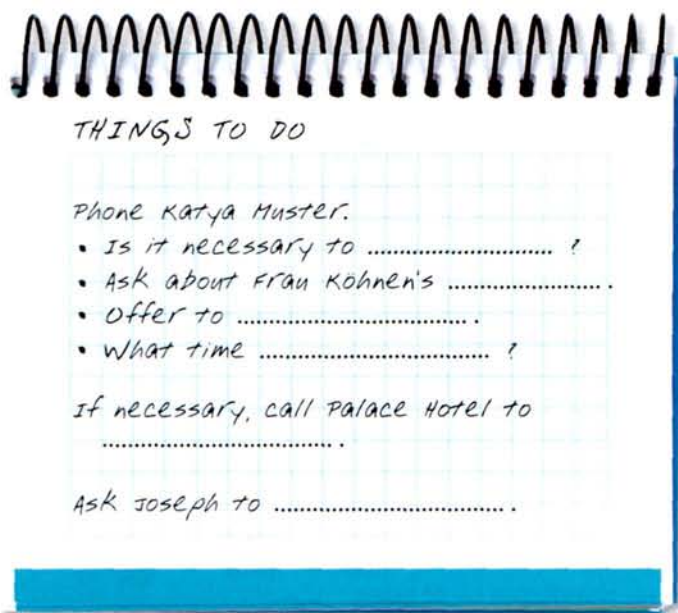 THINGS TO DO
Phone Katya Muster.
• Is it necessary to .............................. ?
• Ask about Frau Köhnen's .......................... .
• Offer to ..................................... .
• What time ..................................... ?
If necessary, call Palace Hotel to
..................................... .
Ask Joseph to ....................................... .